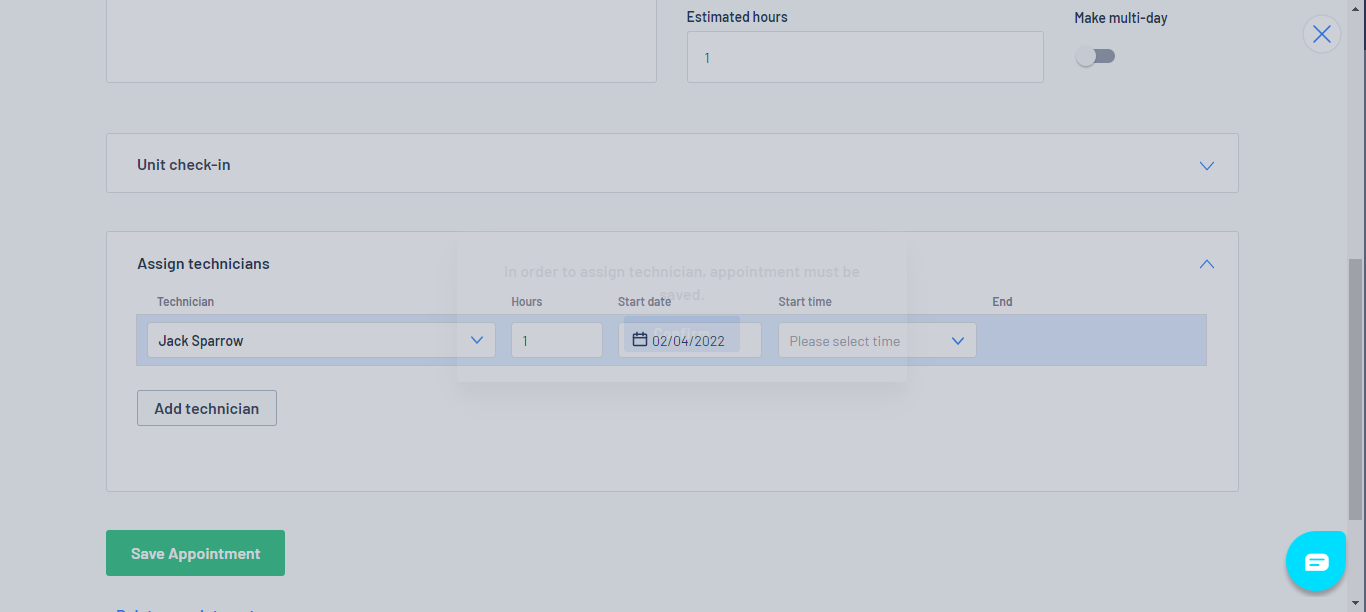 Estimated hours
Make multi-day
1
Unit check-in
Assign technicians
In order to assign technician, appointment must be
saved.
Technician
Hours
Start date
Start time
End
Confirm
Jack Sparrow
1
02/04/2022
Please select time
Add technician
Save Appointment